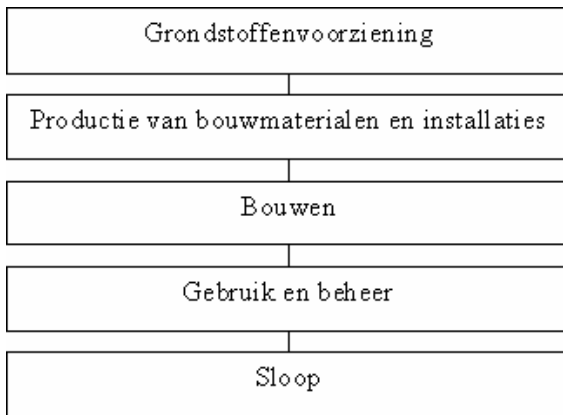 Grondstoffenvoorziening
Productie van bouwmaterialen en installaties
Bouwen
Gebruik en beheer
Sloop